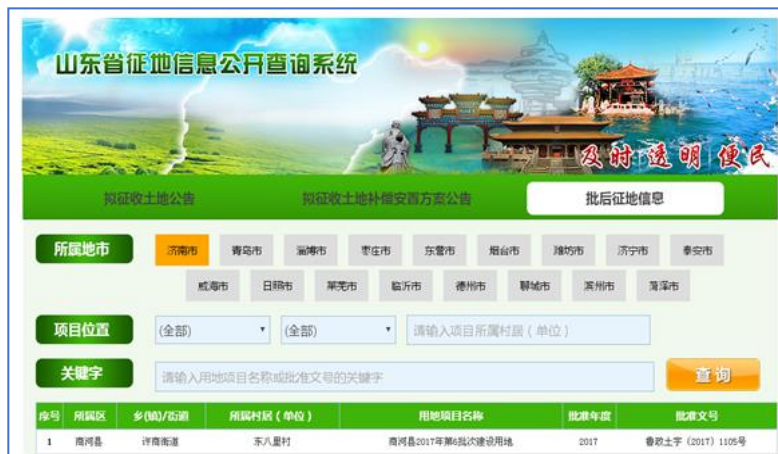 山东省征地信息公开查询系统
及时透明便民
拟征收土地公告 拟征收土地补偿安置方案公告 批后征地信息
所属地市 济南市 青岛市 淄博市 枣庄市 东营市 烟台市 潍坊市 济宁市 泰安市
威海市 日照市 莱芜市 临沂市 德州市 聊城市 滨州市 菏泽市
项目位置 (全部) (全部) 请输入项目所属村居（单位）
关键字 请输入用地项目名称或批准文号的关键字 查询
序号 所属区 乡(镇)/街道 所属村居（单位） 用地项目名称 批准年度 批准文号
1 商河县 许商街道 东八里村 商河县2017年第6批次建设用地 2017 鲁政土字（2017）1105号